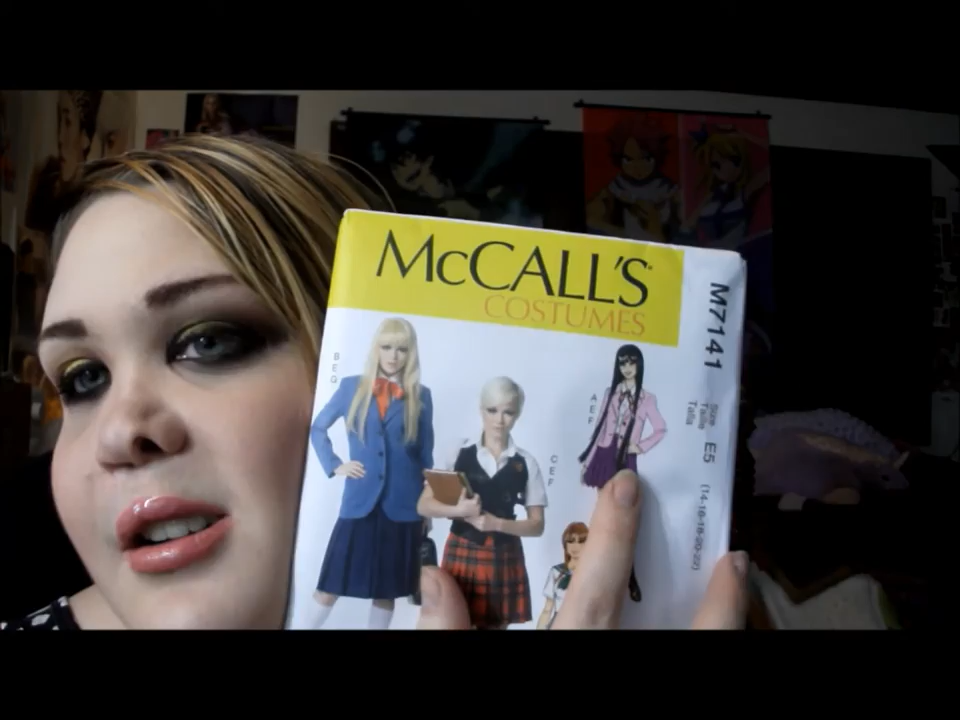 McCALL'S
COSTUMES
M7141
Size
Taille
Talla
E5
(14-16-18-20-22)
B E G
C E F
A E F